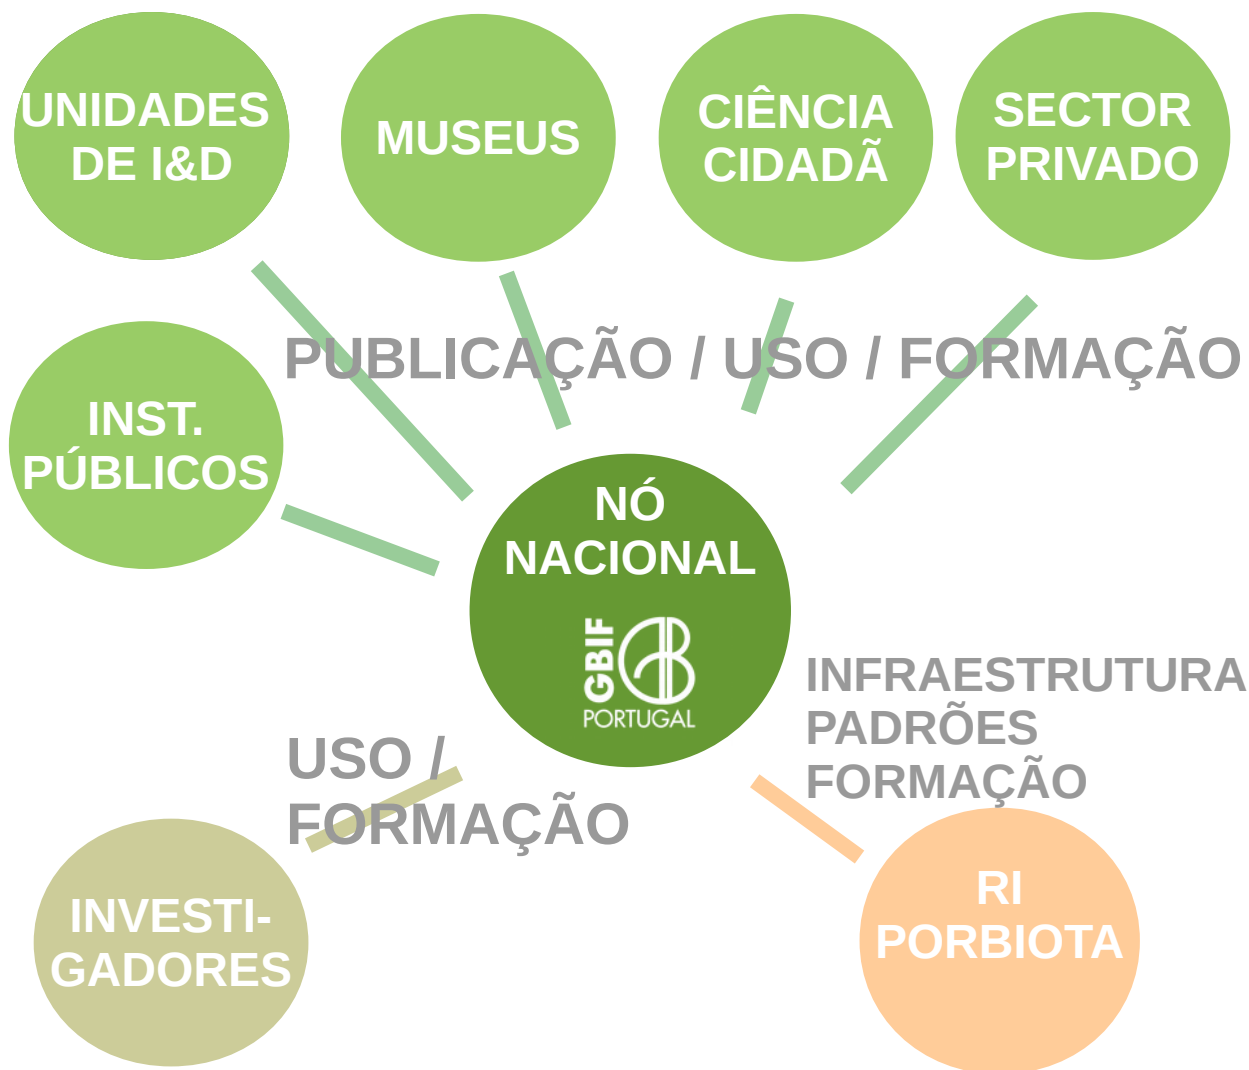 UNIDADES
DE I&D
MUSEUS
CIÊNCIA
CIDADÃ
SECTOR
PRIVADO
PUBLICAÇÃO / USO / FORMAÇÃO
INST.
PÚBLICOS
NÓ
NACIONAL
GBIF
PORTUGAL
INFRAESTRUTURA
PADRÕES
FORMAÇÃO
USO /
FORMAÇÃO
INVESTI-
GADORES
RI
PORBIOTA